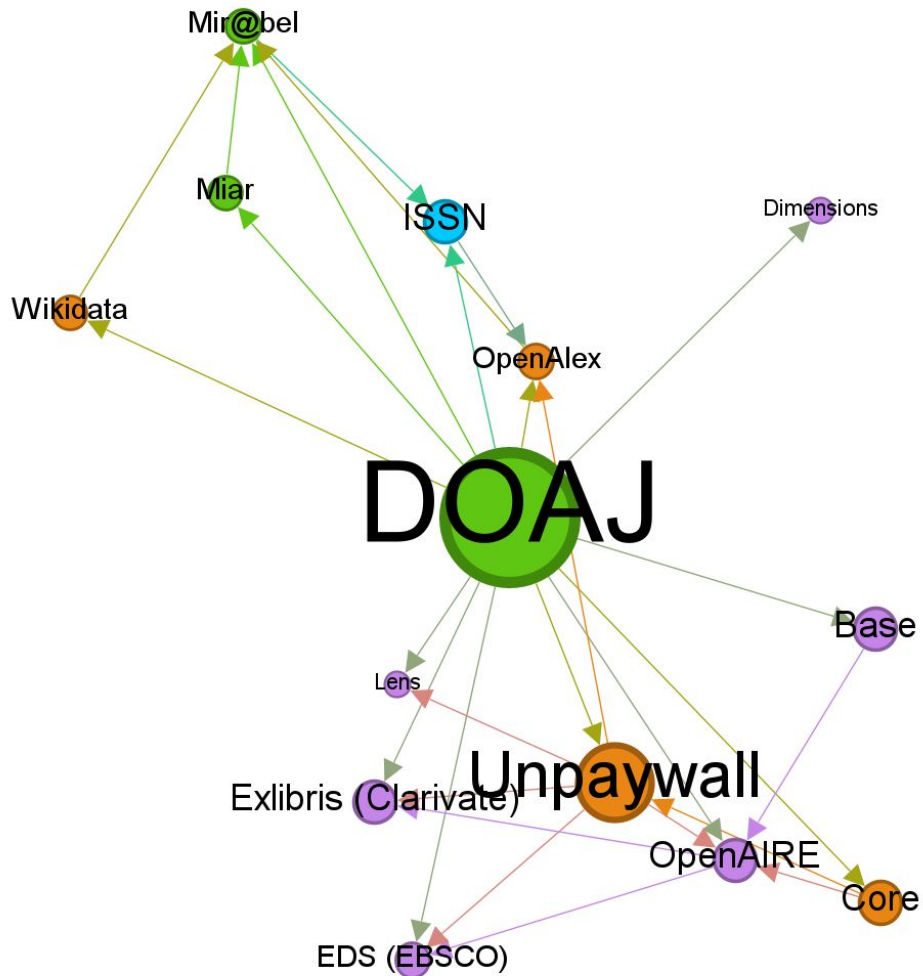 Mir@bel
Miar
Dimensions
ISSN
Wikidata
OpenAlex
DOAJ
Base
Lens
Unpaywall
Exlibris (Clarivate)
OpenAIRE
Core
EDS (EBSCO)